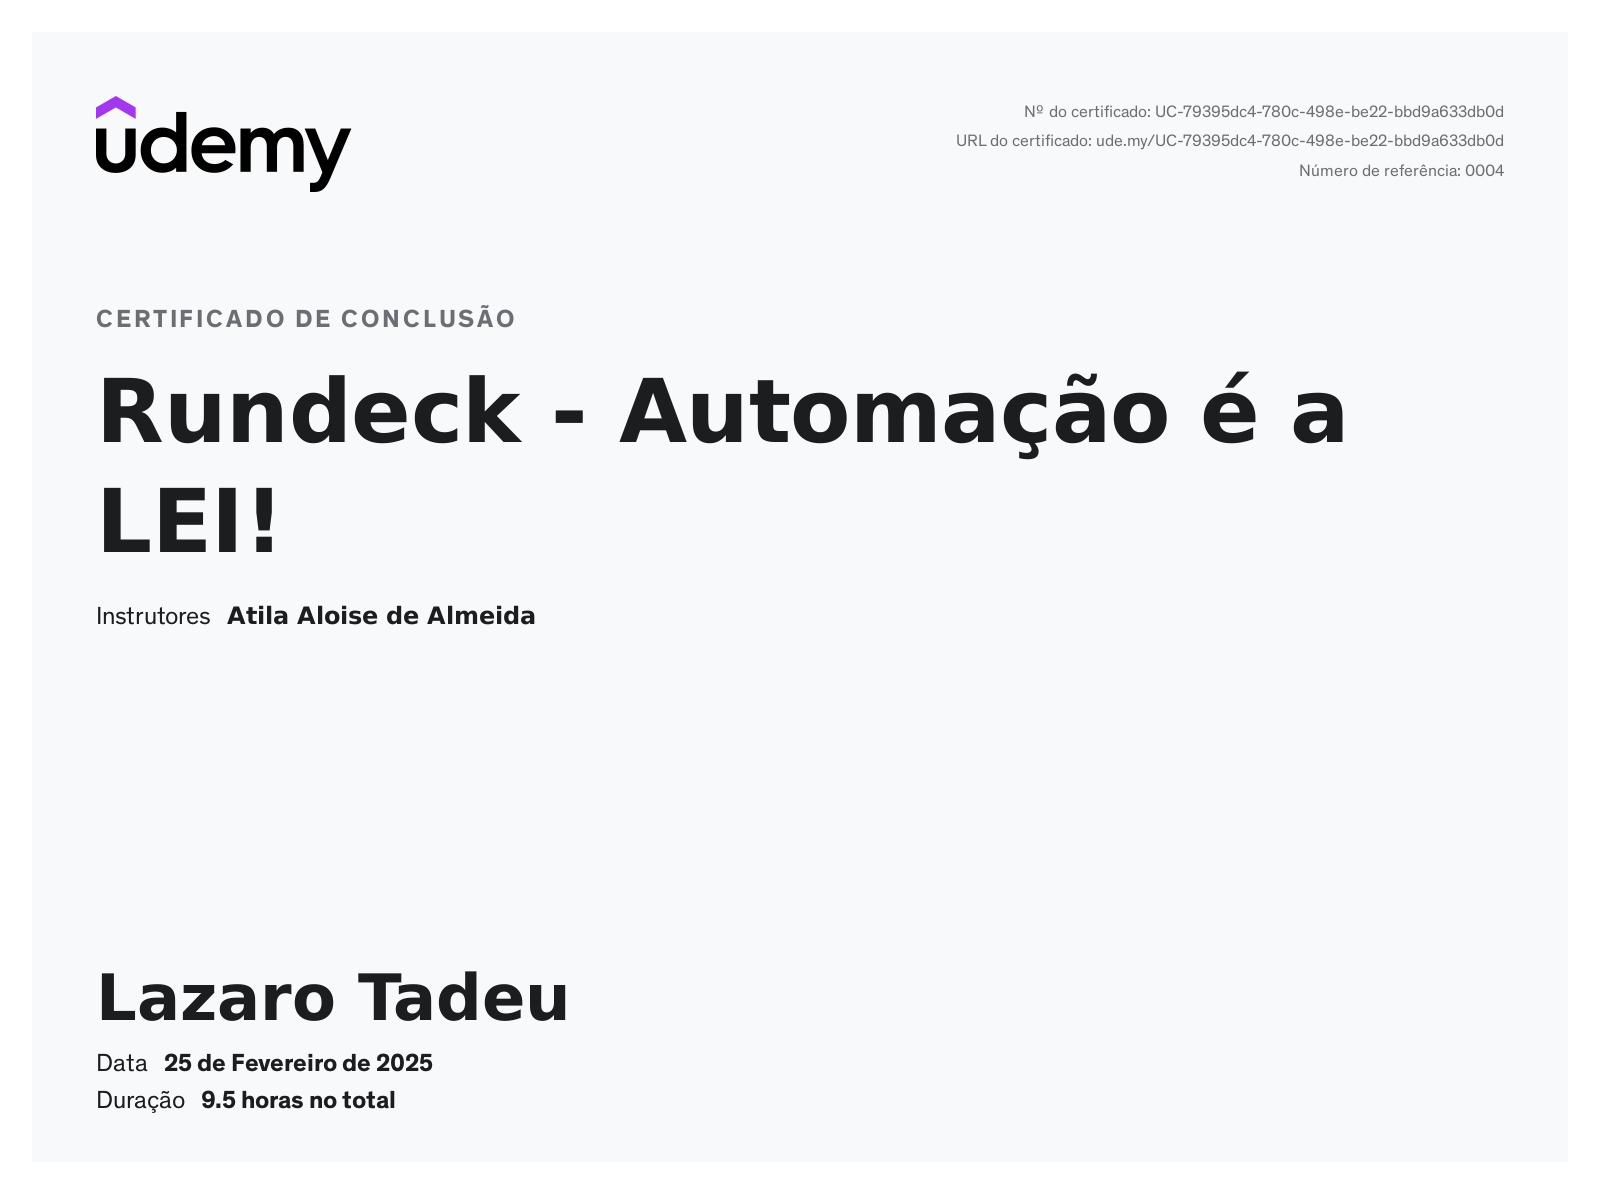 udemy
Nº do certificado: UC-79395dc4-780c-498e-be22-bbd9a633db0d
URL do certificado: ude.my/UC-79395dc4-780c-498e-be22-bbd9a633db0d
Número de referência: 0004
CERTIFICADO DE CONCLUSÃO
Rundeck - Automação é a
LEI!
Instrutores Atila Aloise de Almeida
Lazaro Tadeu
Data 25 de Fevereiro de 2025
Duração 9.5 horas no total